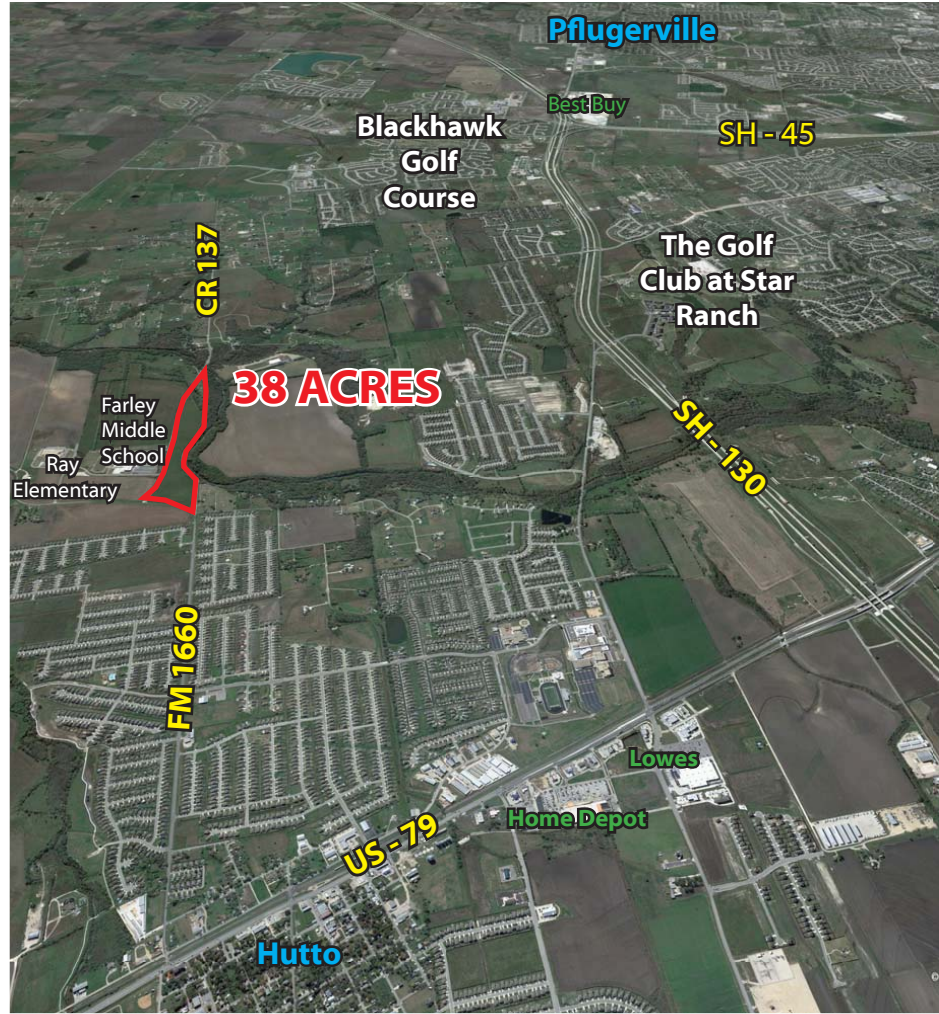 Pflugerville
Best Buy
SH - 45
Blackhawk
Golf
Course
The Golf
Club at Star
Ranch
CR 137
38 ACRES
Farley
Middle
School
Ray
Elementary
SH - 130
FM 1660
Lowes
Home Depot
US - 79
Hutto